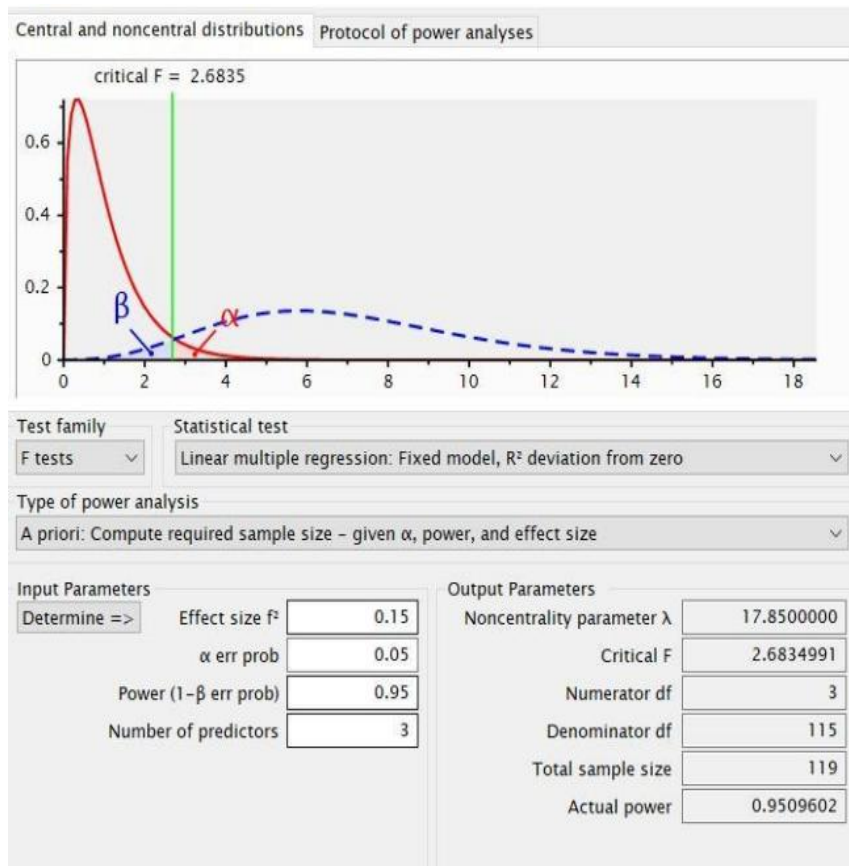 Central and noncentral distributions Protocol of power analyses
critical F = 2.6835
0.6
0.4
0.2
0
β α
0 2 4 6 8 10 12 14 16 18
Test family Statistical test
F tests Linear multiple regression: Fixed model, R² deviation from zero
Type of power analysis
A priori: Compute required sample size – given α, power, and effect size
Input Parameters Output Parameters
Determine => Effect size f² 0.15 Noncentrality parameter λ 17.8500000
α err prob 0.05 Critical F 2.6834991
Power (1-β err prob) 0.95 Numerator df 3
Number of predictors 3 Denominator df 115
Total sample size 119
Actual power 0.9509602